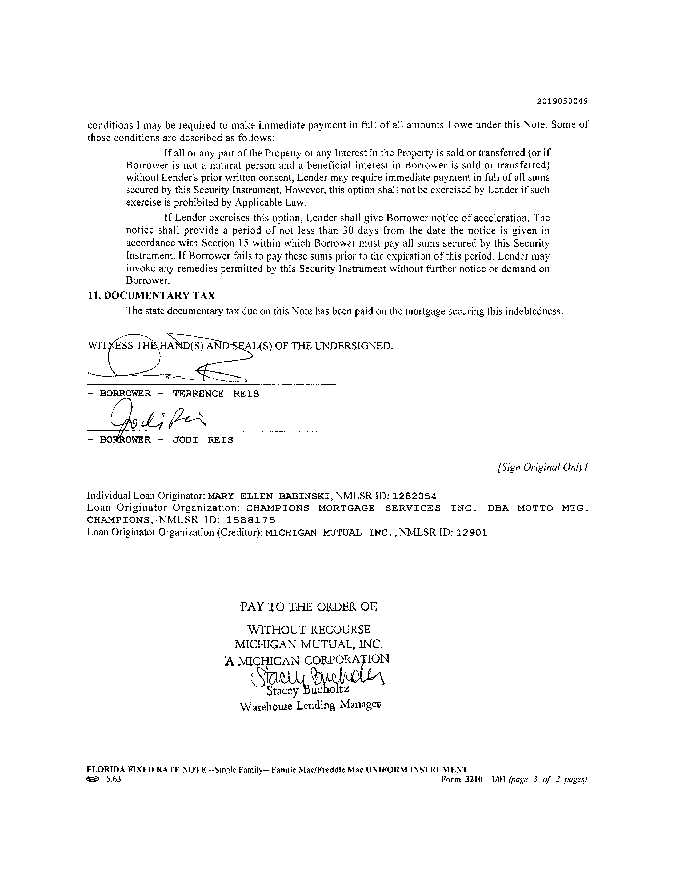 2019050049
conditions I may be required to make immediate payment in full of all amounts I owe under this Note. Some of
those conditions are described as follows:
If all or any part of the Property or any Interest in the Property is sold or transferred (or if
Borrower is not a natural person and a beneficial interest in Borrower is sold or transferred)
without Lender's prior written consent, Lender may require immediate payment in full of all sums
secured by this Security Instrument. However, this option shall not be exercised by Lender if such
exercise is prohibited by Applicable Law.
If Lender exercises this option, Lender shall give Borrower notice of acceleration. The
notice shall provide a period of not less than 30 days from the date the notice is given in
accordance with Section 15 within which Borrower must pay all sums secured by this Security
Instrument. If Borrower fails to pay these sums prior to the expiration of this period, Lender may
invoke any remedies permitted by this Security Instrument without further notice or demand on
Borrower.
11. DOCUMENTARY TAX
The state documentary tax due on this Note has been paid on the mortgage securing this indebtedness.
WITNESS THE HAND(S) AND SEAL(S) OF THE UNDERSIGNED.
- BORROWER - TERRENCE REIS
Jodi Reis
- BORROWER - JODI REIS
[Sign Original Only]
Individual Loan Originator: MARY ELLEN BABINSKI, NMLSR ID: 1282054
Loan Originator Organization: CHAMPIONS MORTGAGE SERVICES INC. DBA MOTTO MTG.
CHAMPIONS, NMLSR ID: 1588175
Loan Originator Organization (Creditor): MICHIGAN MUTUAL INC., NMLSR ID: 12901
PAY TO THE ORDER OF
WITHOUT RECOURSE
MICHIGAN MUTUAL, INC.
A MICHIGAN CORPORATION
Stacey Bucholtz
Stacey Bucholtz
Warehouse Lending Manager
FLORIDA FIXED RATE NOTE--Single Family--Fannie Mae/Freddie Mac UNIFORM INSTRUMENT
5.63 Form 3210 1/01 (page 3 of 2 pages)